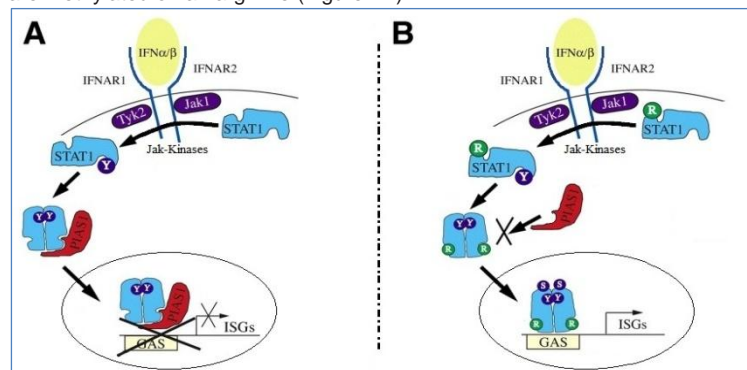 A
IFNα/β
IFNAR1
IFNAR2
Tyk2
Jak1
STAT1
STAT1
Y
Jak-Kinases
Y Y
PIAS1
Y Y
PIAS1
ISGs
GAS
B
IFNα/β
IFNAR1
IFNAR2
Tyk2
Jak1
R
STAT1
R
STAT1
Y
Jak-Kinases
Y Y
R R
PIAS1
S S
Y Y
R R
ISGs
GAS